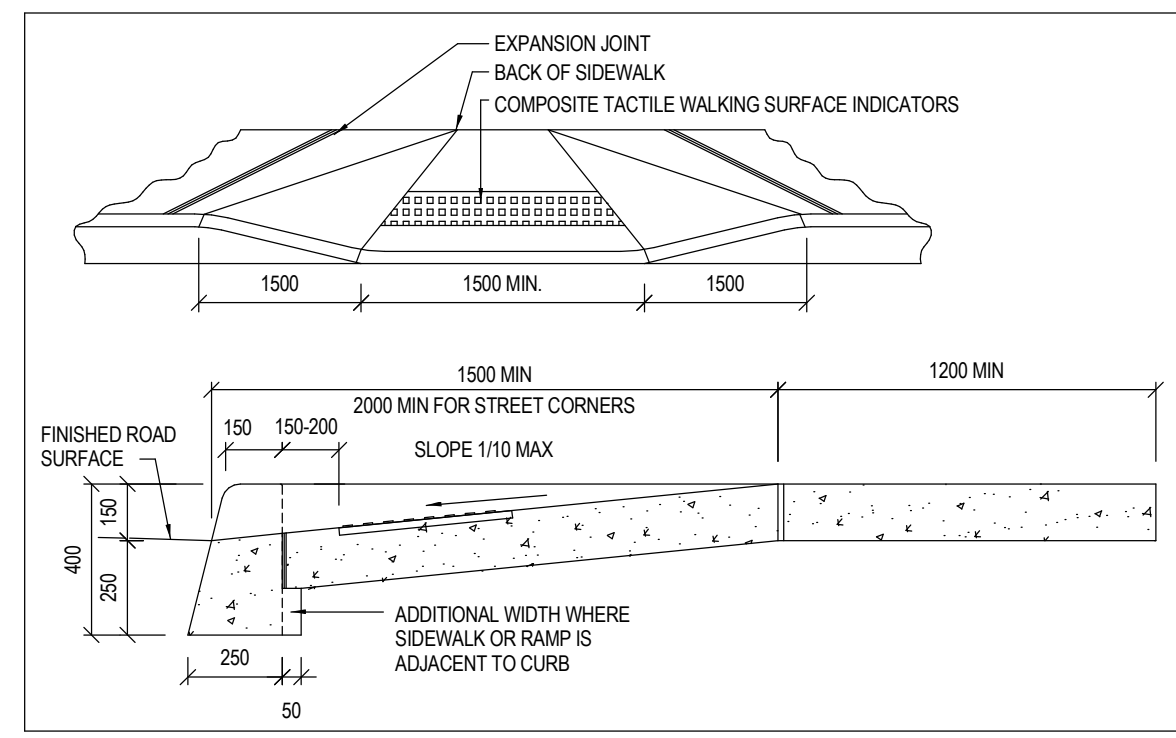 EXPANSION JOINT
BACK OF SIDEWALK
COMPOSITE TACTILE WALKING SURFACE INDICATORS
1500
1500 MIN.
1500
1500 MIN
1200 MIN
2000 MIN FOR STREET CORNERS
150
150-200
SLOPE 1/10 MAX
FINISHED ROAD
SURFACE
150
400
250
ADDITIONAL WIDTH WHERE
SIDEWALK OR RAMP IS
ADJACENT TO CURB
250
50